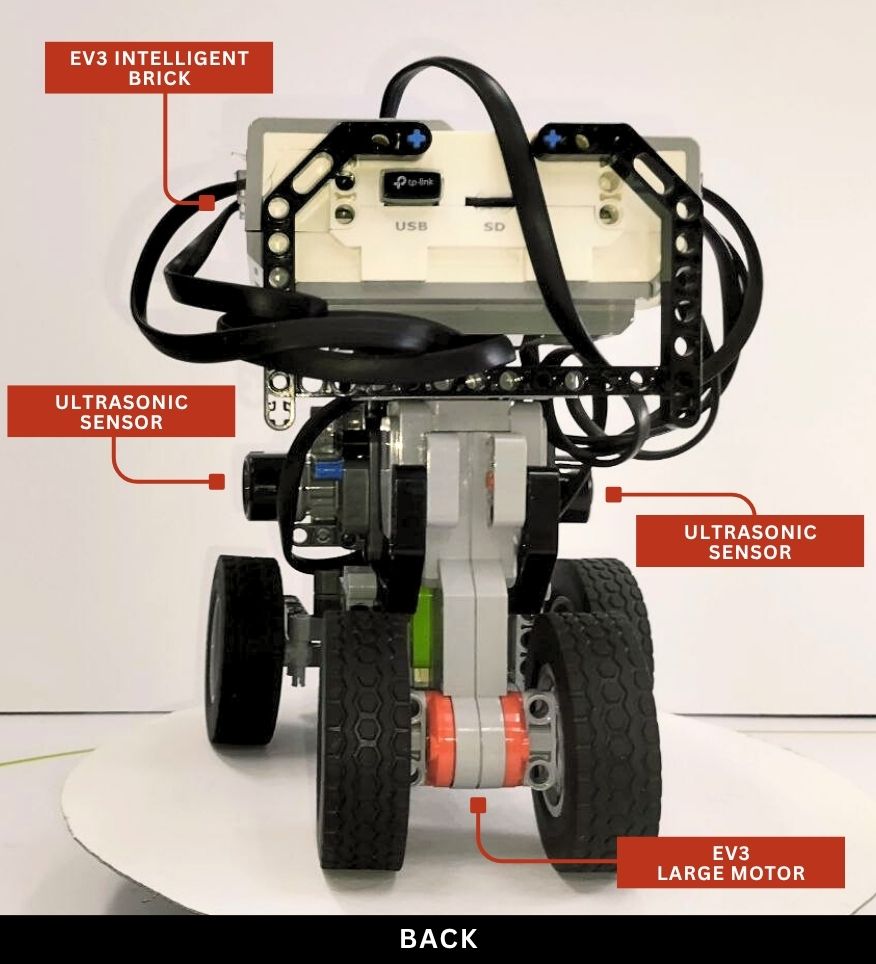 EV3 INTELLIGENT
BRICK
tp-link
USB
SD
ULTRASONIC
SENSOR
ULTRASONIC
SENSOR
EV3
LARGE MOTOR
BACK